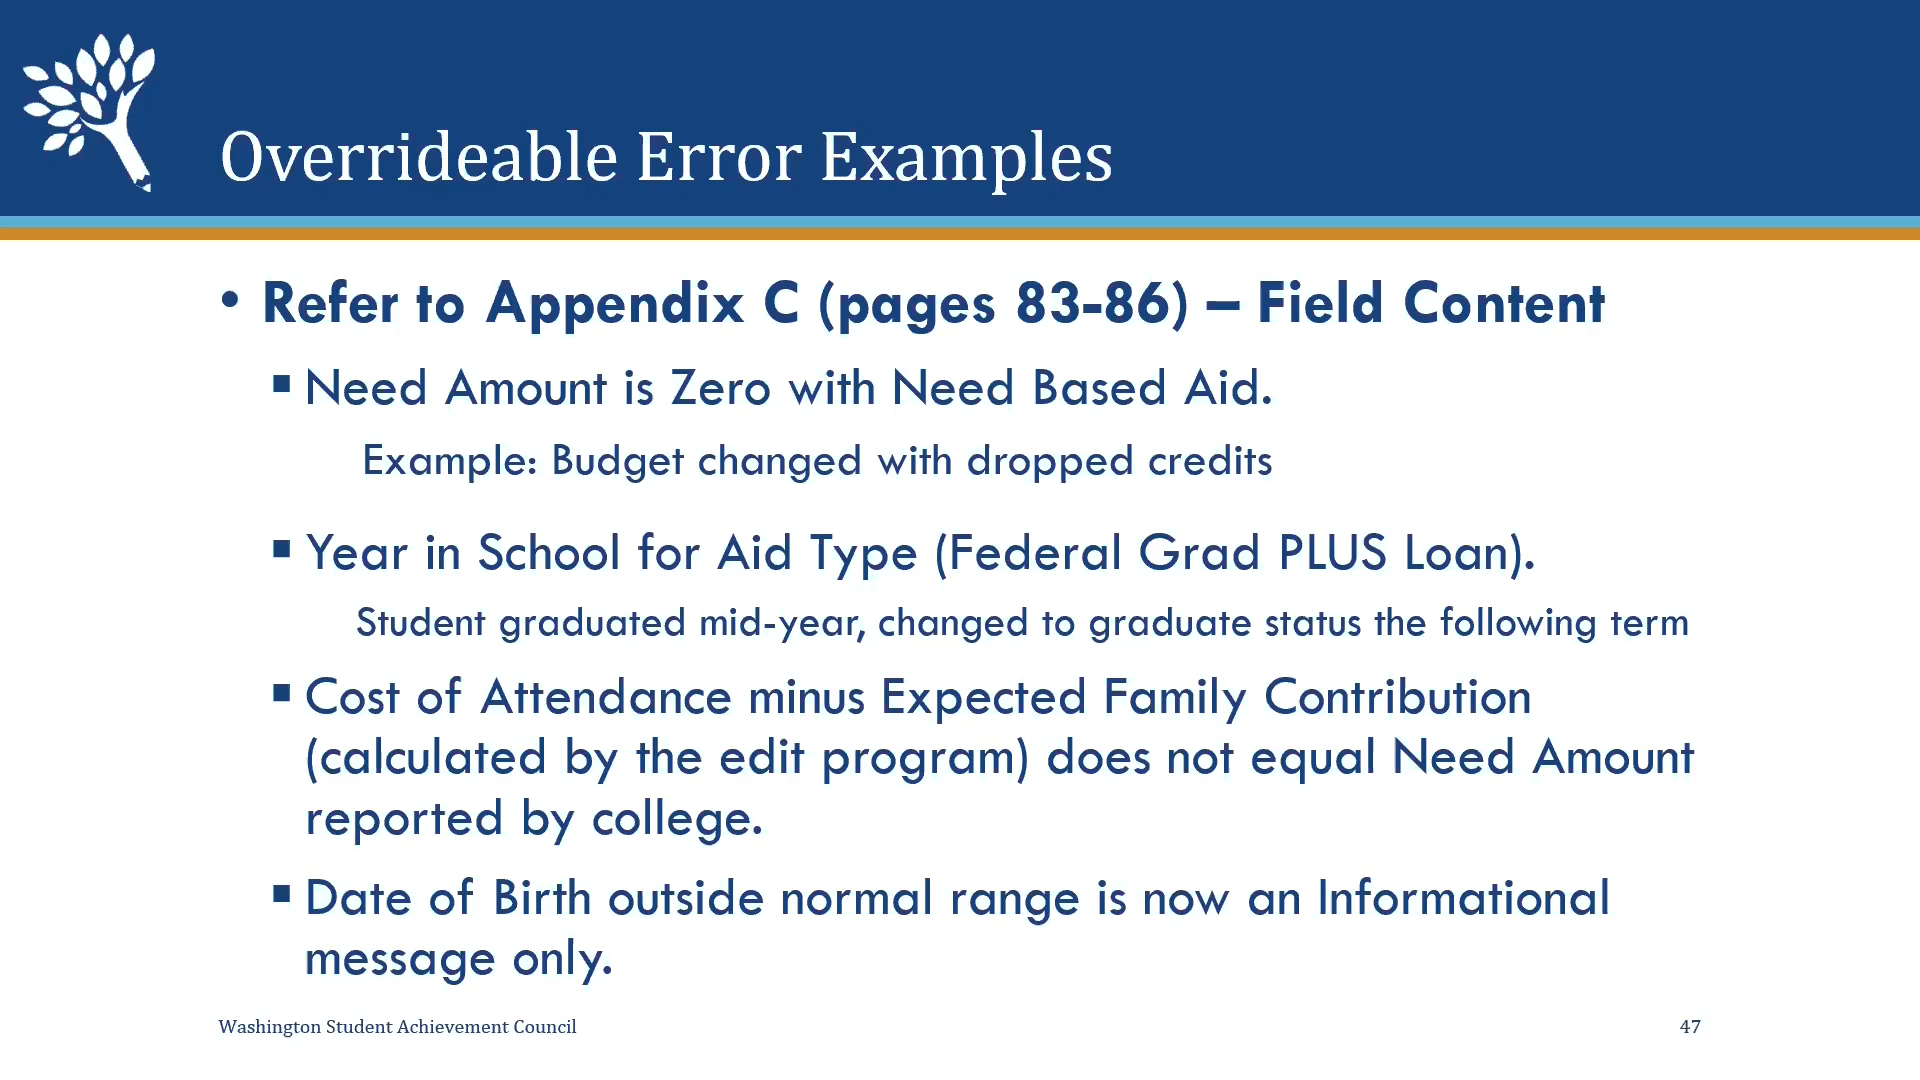 Overrideable Error Examples
• Refer to Appendix C (pages 83-86) – Field Content
▪ Need Amount is Zero with Need Based Aid.
Example: Budget changed with dropped credits
▪ Year in School for Aid Type (Federal Grad PLUS Loan).
Student graduated mid-year, changed to graduate status the following term
▪ Cost of Attendance minus Expected Family Contribution
(calculated by the edit program) does not equal Need Amount
reported by college.
▪ Date of Birth outside normal range is now an Informational
message only.
Washington Student Achievement Council
47